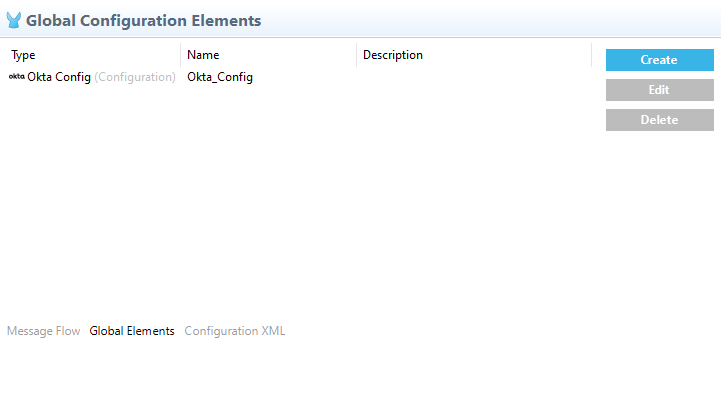 Global Configuration Elements
Type Name Description
okta Okta Config (Configuration) Okta_Config
Create
Edit
Delete
Message Flow Global Elements Configuration XML